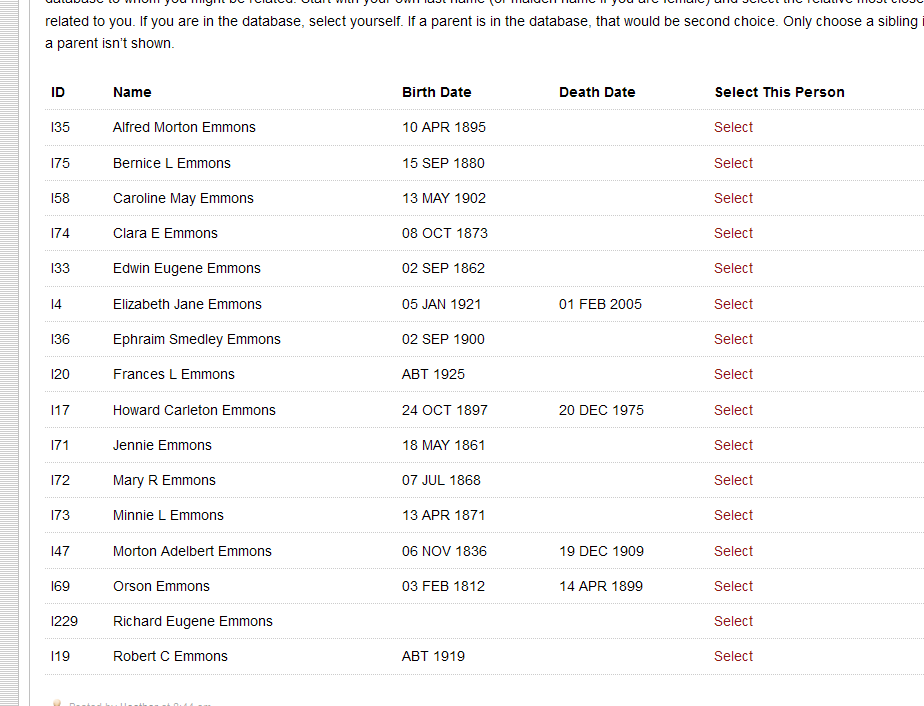 related to you. If you are in the database, select yourself. If a parent is in the database, that would be second choice. Only choose a sibling
a parent isn't shown.
ID Name Birth Date Death Date Select This Person
I35 Alfred Morton Emmons 10 APR 1895 Select
I75 Bernice L Emmons 15 SEP 1880 Select
I58 Caroline May Emmons 13 MAY 1902 Select
I74 Clara E Emmons 08 OCT 1873 Select
I33 Edwin Eugene Emmons 02 SEP 1862 Select
I4 Elizabeth Jane Emmons 05 JAN 1921 01 FEB 2005 Select
I36 Ephraim Smedley Emmons 02 SEP 1900 Select
I20 Frances L Emmons ABT 1925 Select
I17 Howard Carleton Emmons 24 OCT 1897 20 DEC 1975 Select
I71 Jennie Emmons 18 MAY 1861 Select
I72 Mary R Emmons 07 JUL 1868 Select
I73 Minnie L Emmons 13 APR 1871 Select
I47 Morton Adelbert Emmons 06 NOV 1836 19 DEC 1909 Select
I69 Orson Emmons 03 FEB 1812 14 APR 1899 Select
I229 Richard Eugene Emmons Select
I19 Robert C Emmons ABT 1919 Select